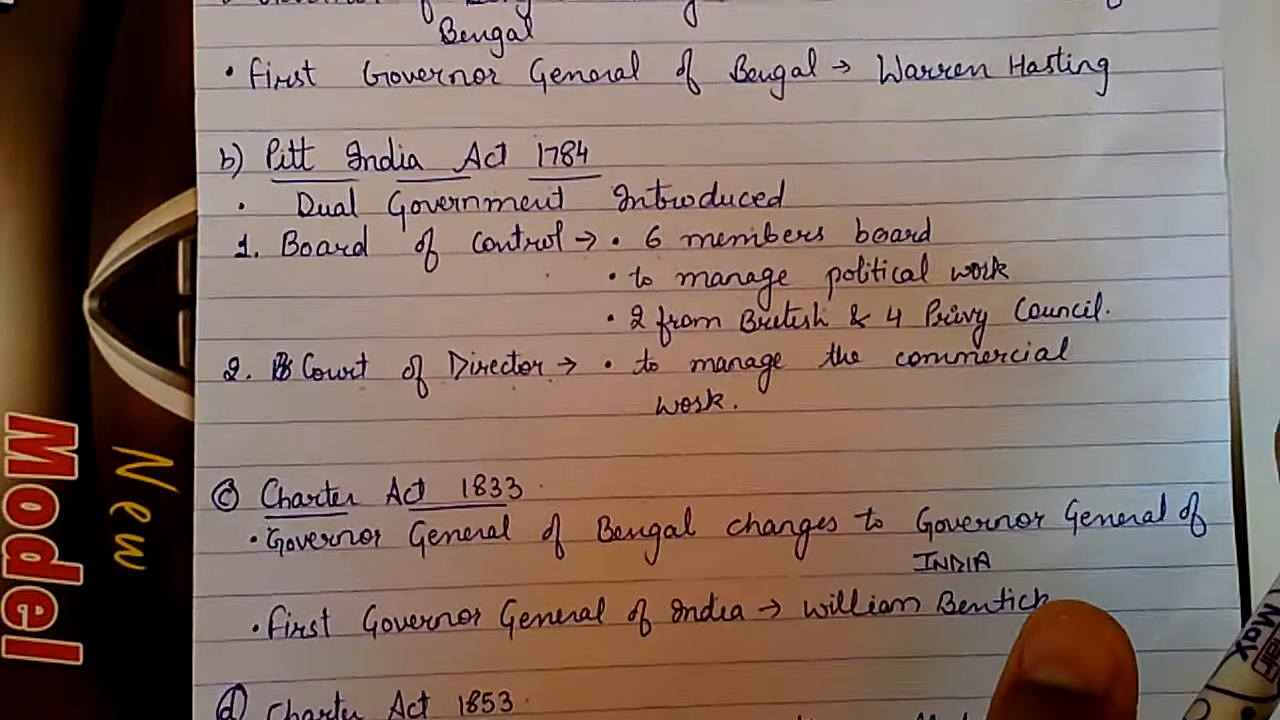 Bengal
• First Governor General of Bengal → Warren Hasting
b) Pitt India Act 1784
• Dual Government Introduced
1. Board of control → • 6 members board
• to manage political work
• 2 from British & 4 Privy Council.
2. Court of Director → • to manage the commercial
work.
c) Charter Act 1833
• Governor General of Bengal changes to Governor General of
INDIA
• First Governor General of India → William Bentick
d) Charter Act 1853
New
Model
Max